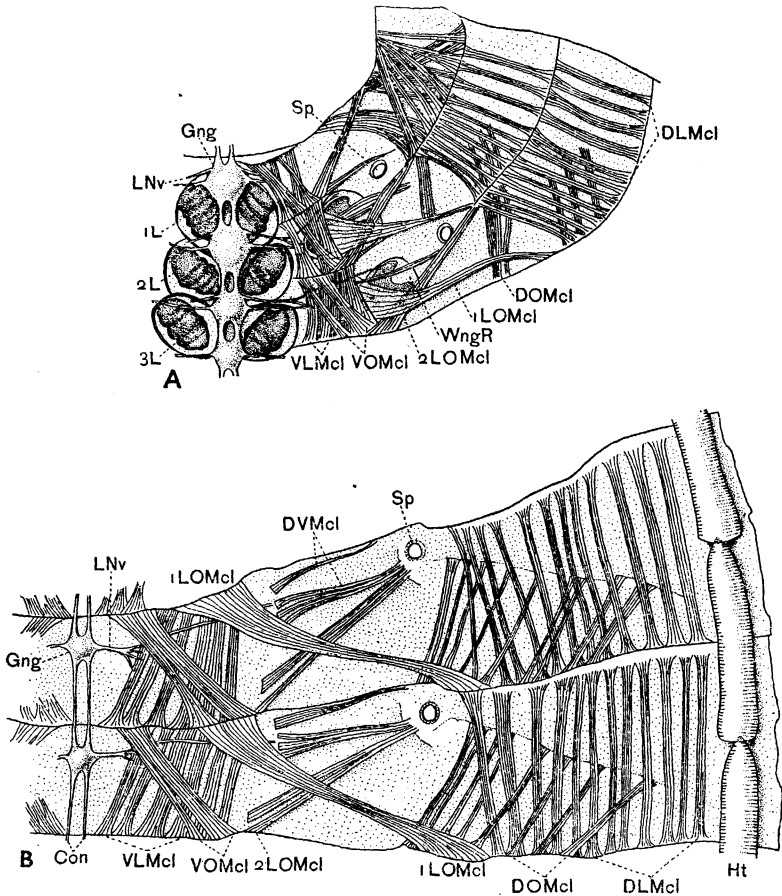 Sp
Gng
DLMcl
LNv
1L
2L
DOMcl
1LOMcl
WngR
3L
VLMcl VOMcl 2LOMcl
A
Sp
DVMcl
LNv
1LOMcl
Gng
B Con VLMcl VOMcl 2LOMcl 1LOMcl DOMcl DLMcl Ht